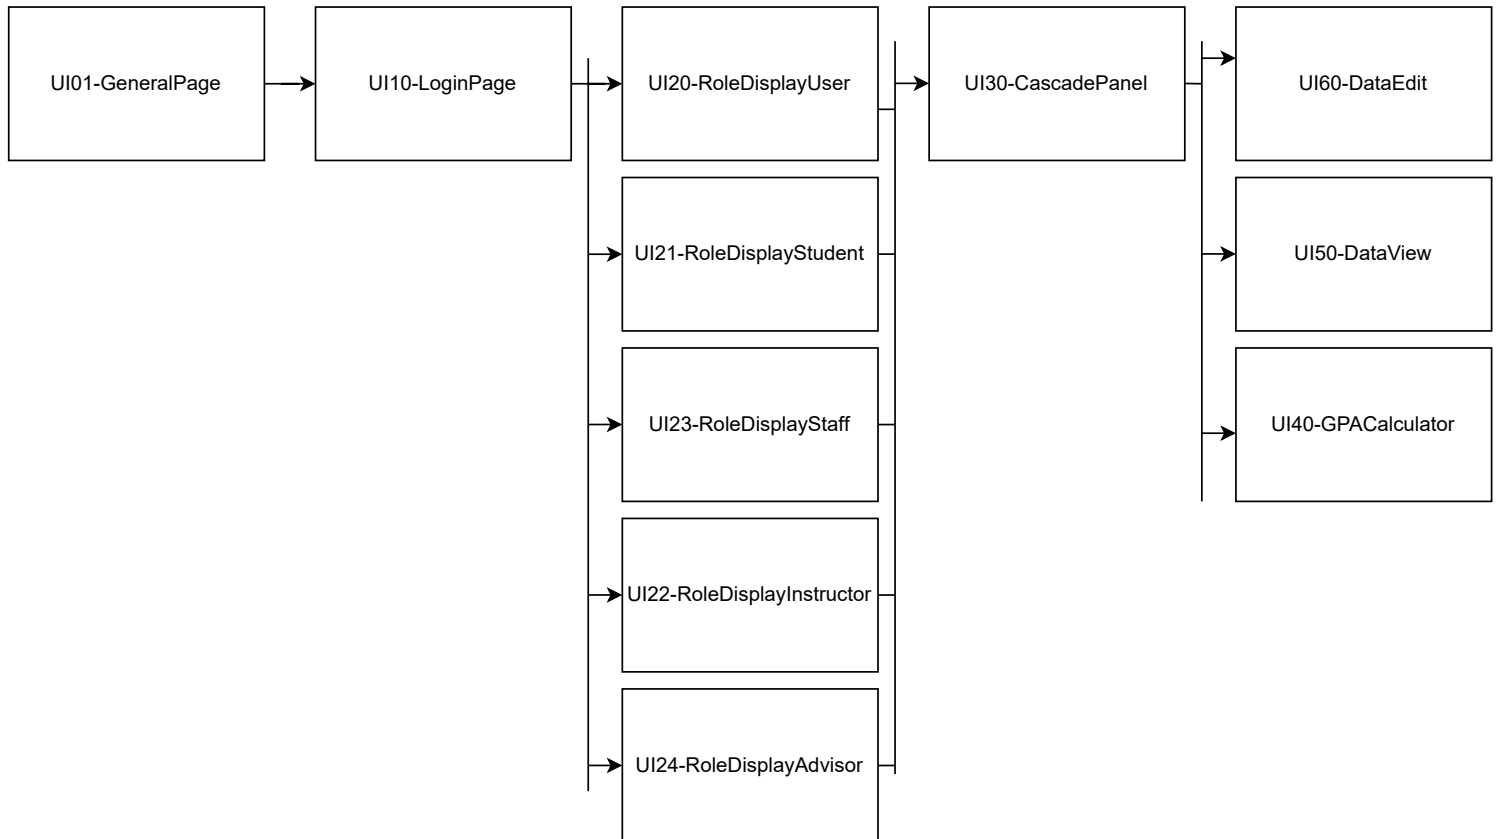 UI01-GeneralPage
UI10-LoginPage
UI20-RoleDisplayUser
UI30-CascadePanel
UI60-DataEdit
UI21-RoleDisplayStudent
UI50-DataView
UI23-RoleDisplayStaff
UI40-GPACalculator
UI22-RoleDisplayInstructor
UI24-RoleDisplayAdvisor